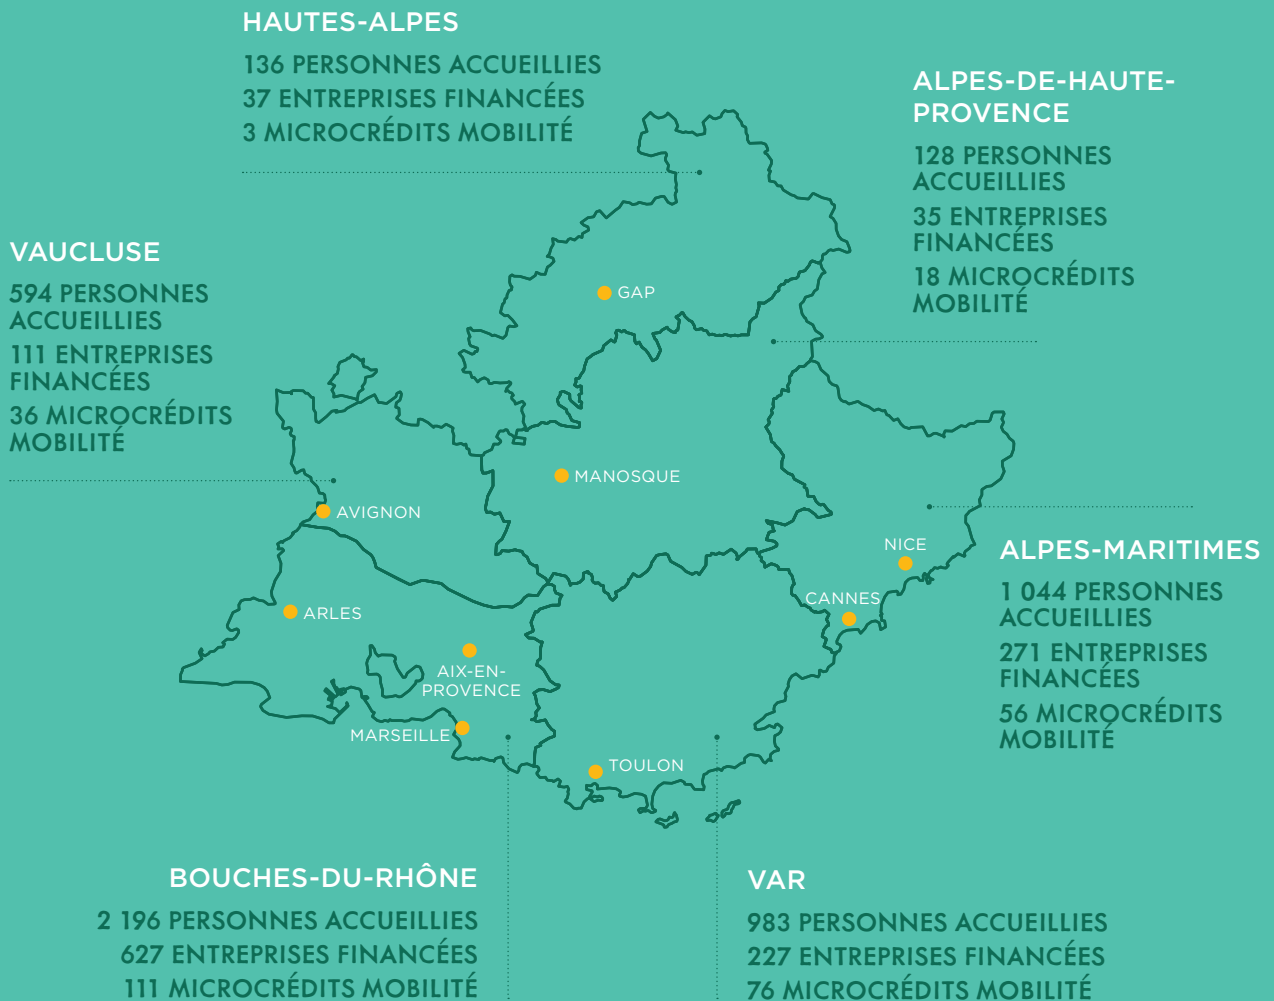 HAUTES-ALPES
136 PERSONNES ACCUEILLIES
37 ENTREPRISES FINANCÉES
3 MICROCRÉDITS MOBILITÉ
ALPES-DE-HAUTE-
PROVENCE
128 PERSONNES
ACCUEILLIES
35 ENTREPRISES
FINANCÉES
18 MICROCRÉDITS
MOBILITÉ
VAUCLUSE
594 PERSONNES
ACCUEILLIES
111 ENTREPRISES
FINANCÉES
36 MICROCRÉDITS
MOBILITÉ
GAP
MANOSQUE
AVIGNON
NICE
CANNES
ARLES
AIX-EN-
PROVENCE
MARSEILLE
TOULON
ALPES-MARITIMES
1 044 PERSONNES
ACCUEILLIES
271 ENTREPRISES
FINANCÉES
56 MICROCRÉDITS
MOBILITÉ
BOUCHES-DU-RHÔNE
2 196 PERSONNES ACCUEILLIES
627 ENTREPRISES FINANCÉES
111 MICROCRÉDITS MOBILITÉ
VAR
983 PERSONNES ACCUEILLIES
227 ENTREPRISES FINANCÉES
76 MICROCRÉDITS MOBILITÉ